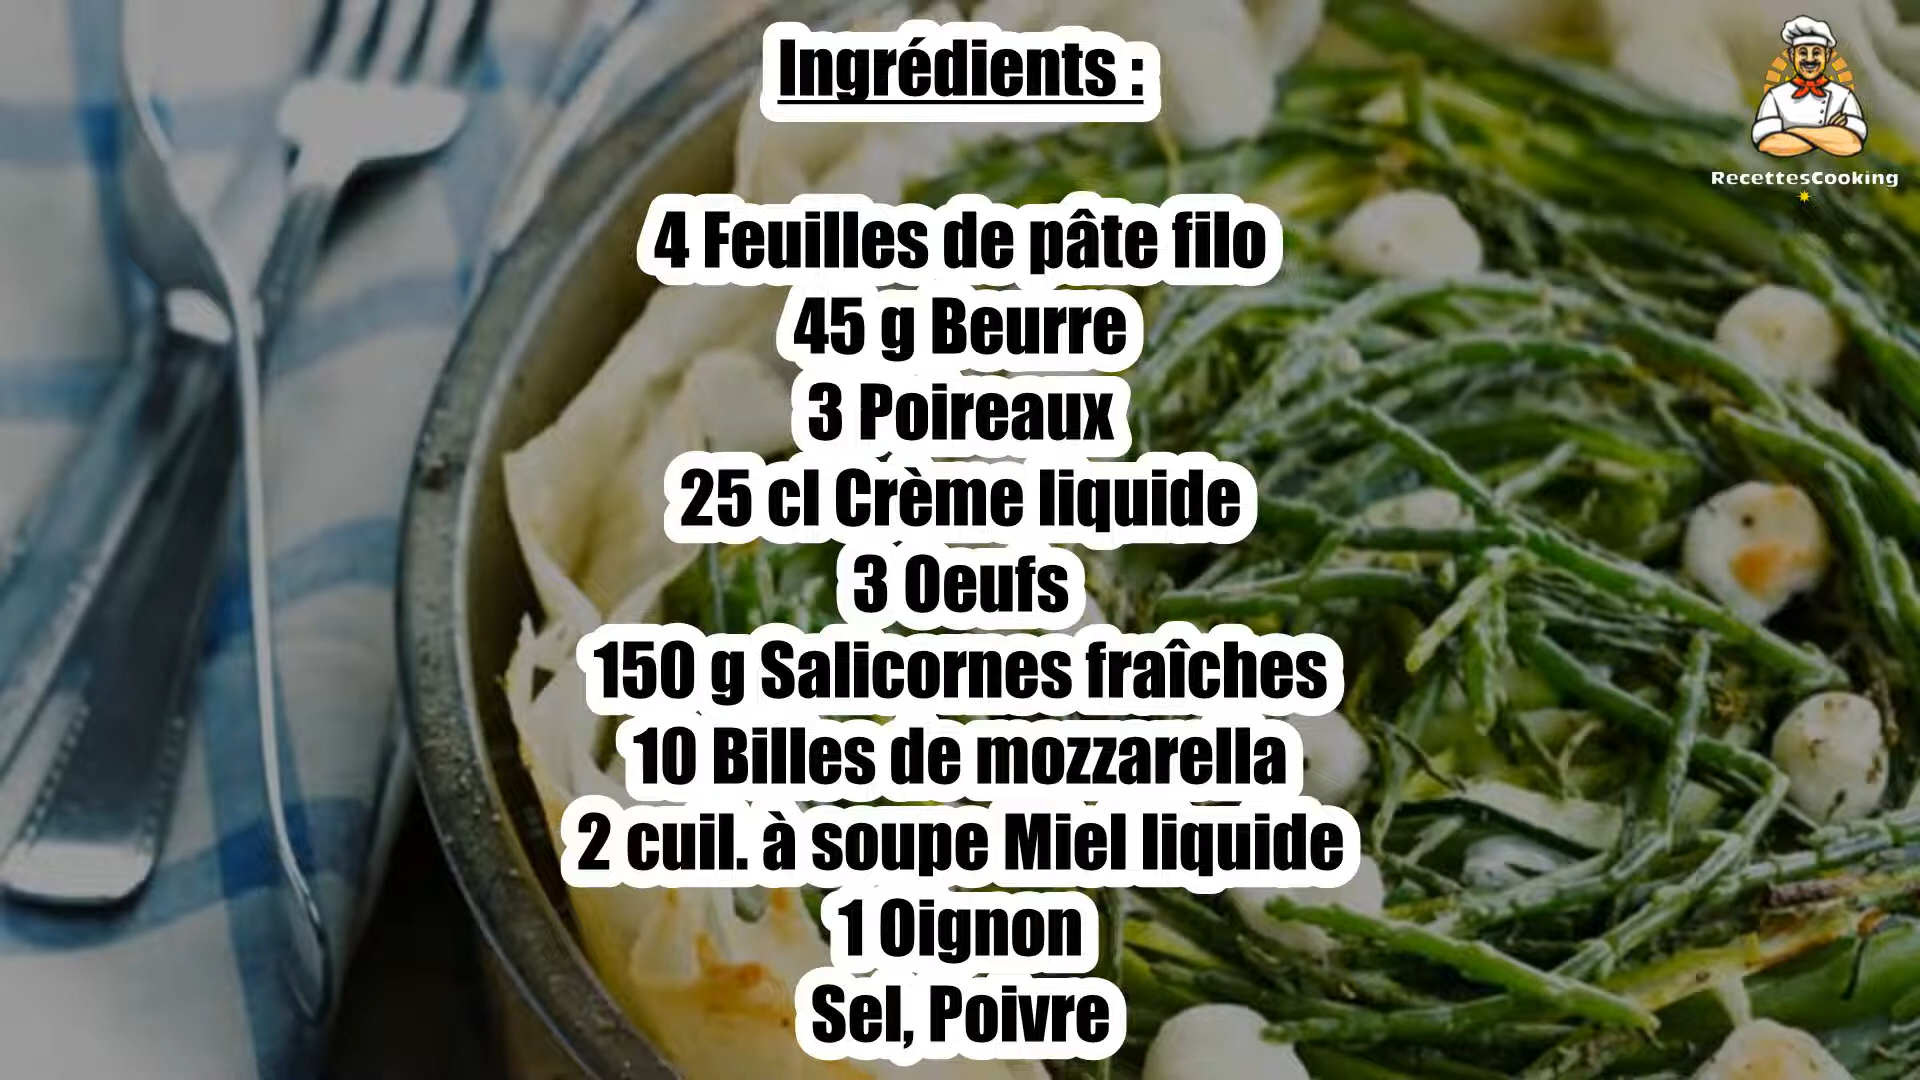 Ingrédients :
RecettesCooking
4 Feuilles de pâte filo
45 g Beurre
3 Poireaux
25 cl Crème liquide
3 Oeufs
150 g Salicornes fraîches
10 Billes de mozzarella
2 cuil. à soupe Miel liquide
1 Oignon
Sel, Poivre